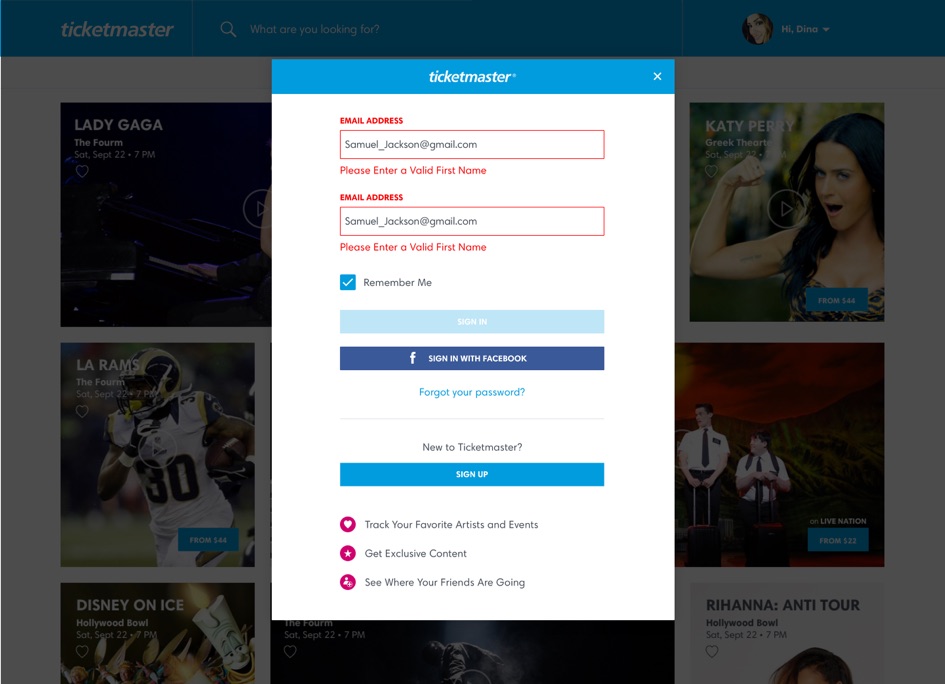 ticketmaster
What are you looking for?
Hi, Dina
ticketmaster®
EMAIL ADDRESS
Samuel_Jackson@gmail.com
Please Enter a Valid First Name
EMAIL ADDRESS
Samuel_Jackson@gmail.com
Please Enter a Valid First Name
Remember Me
SIGN IN
SIGN IN WITH FACEBOOK
Forgot your password?
New to Ticketmaster?
SIGN UP
Track Your Favorite Artists and Events
Get Exclusive Content
See Where Your Friends Are Going
LADY GAGA
The Fourm
Sat, Sept 22 • 7 PM
KATY PERRY
Greek Thearte
Sat, Sept 22 • 7 PM
FROM $44
LA RAMS
The Fourm
Sat, Sept 22 • 7 PM
30
FROM $44
on LIVE NATION
FROM $22
DISNEY ON ICE
Hollywood Bowl
Sat, Sept 22 • 7 PM
The Fourm
Sat, Sept 22 • 7 PM
RIHANNA: ANTI TOUR
Hollywood Bowl
Sat, Sept 22 • 7 PM